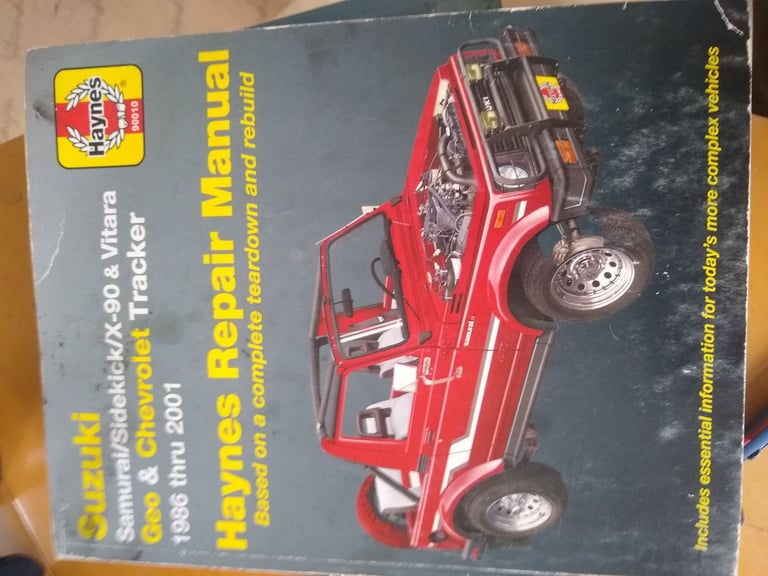 Haynes
90010
Suzuki
Samurai/Sidekick/X-90 & Vitara
Geo & Chevrolet Tracker
1986 thru 2001
Haynes Repair Manual
Based on a complete teardown and rebuild
Includes essential information for today's more complex vehicles